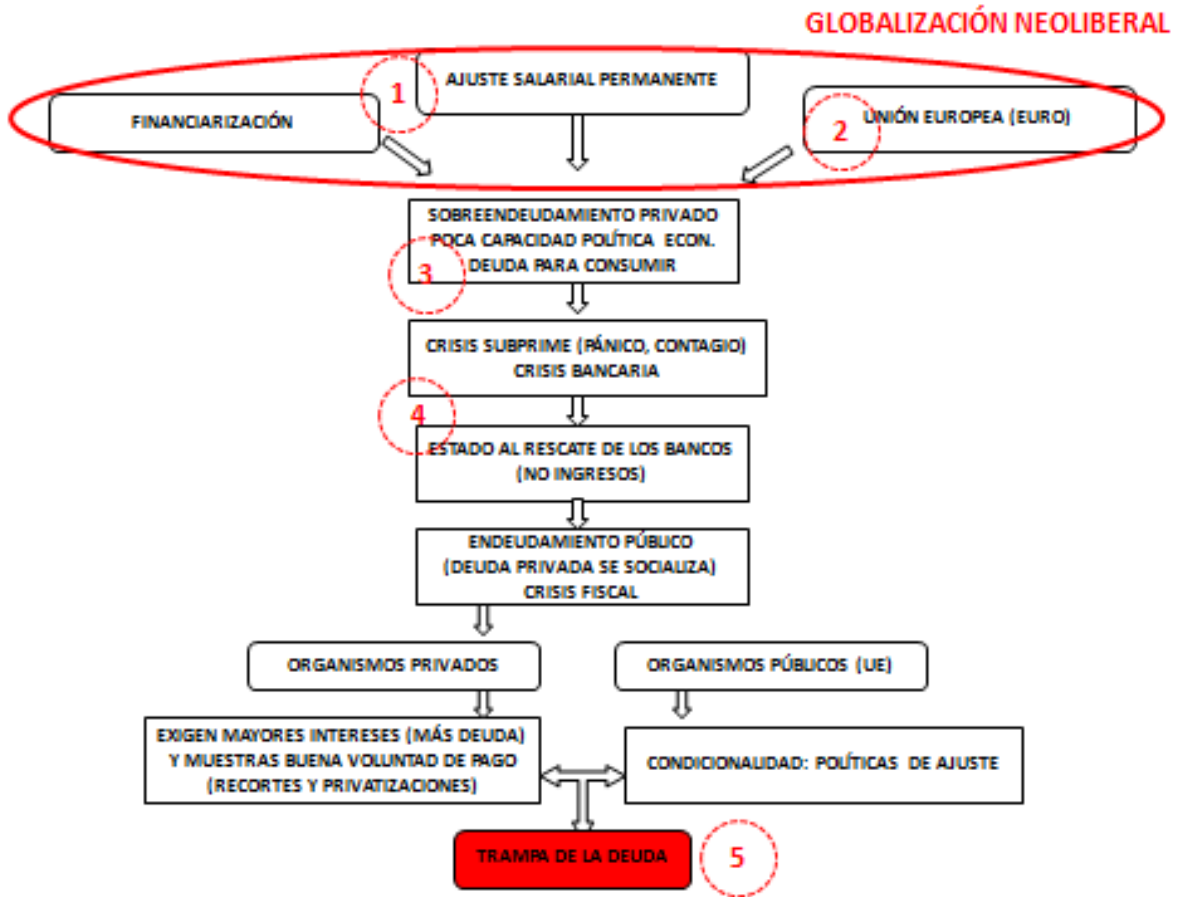 GLOBALIZACIÓN NEOLIBERAL
AJUSTE SALARIAL PERMANENTE
1
FINANCIARIZACIÓN
UNIÓN EUROPEA (EURO)
2
SOBREENDEUDAMIENTO PRIVADO
POCA CAPACIDAD POLÍTICA ECON.
DEUDA PARA CONSUMIR
3
CRISIS SUBPRIME (PÁNICO, CONTAGIO)
CRISIS BANCARIA
4
ESTADO AL RESCATE DE LOS BANCOS
(NO INGRESOS)
ENDEUDAMIENTO PÚBLICO
(DEUDA PRIVADA SE SOCIALIZA)
CRISIS FISCAL
ORGANISMOS PRIVADOS
ORGANISMOS PÚBLICOS (UE)
EXIGEN MAYORES INTERESES (MÁS DEUDA)
Y MUESTRAS BUENA VOLUNTAD DE PAGO
(RECORTES Y PRIVATIZACIONES)
CONDICIONALIDAD: POLÍTICAS DE AJUSTE
TRAMPA DE LA DEUDA
5